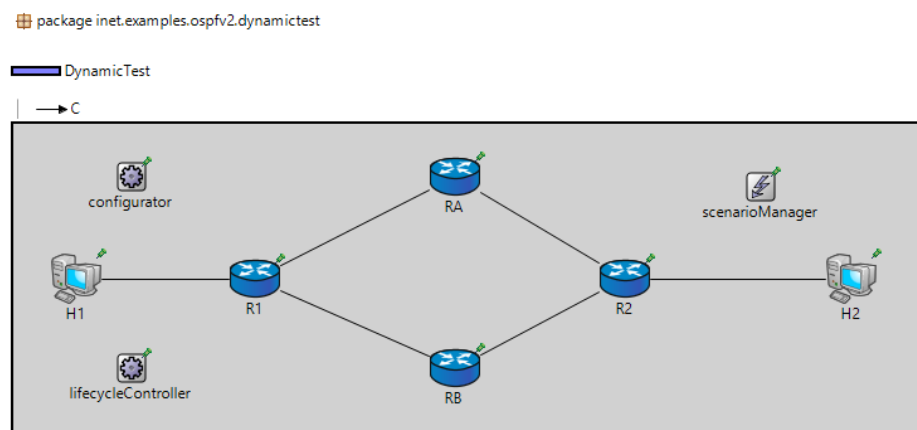 package inet.examples.ospfv2.dynamictest
DynamicTest
C
configurator
RA
scenarioManager
H1
R1
R2
H2
lifecycleController
RB